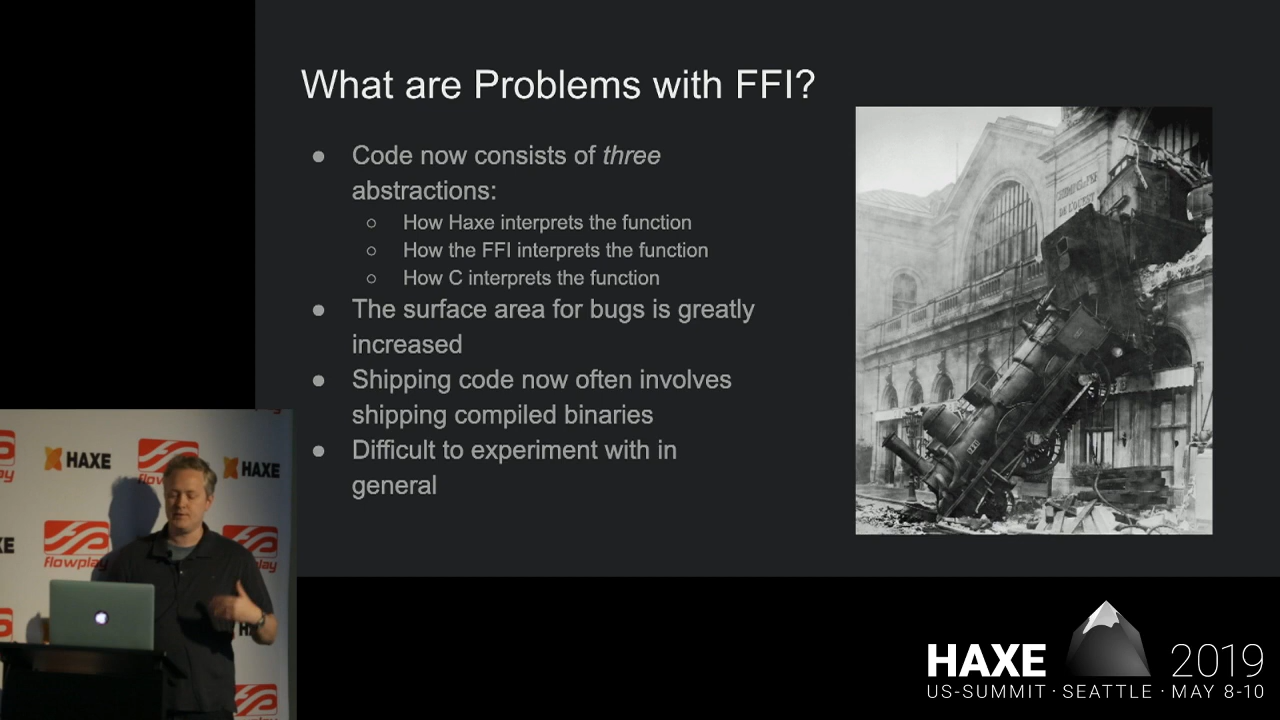 What are Problems with FFI?
● Code now consists of three
abstractions:
○ How Haxe interprets the function
○ How the FFI interprets the function
○ How C interprets the function
● The surface area for bugs is greatly
increased
● Shipping code now often involves
shipping compiled binaries
● Difficult to experiment with in
general
HAXE
HAXE
flowplay
HAXE 2019
US-SUMMIT · SEATTLE · MAY 8-10